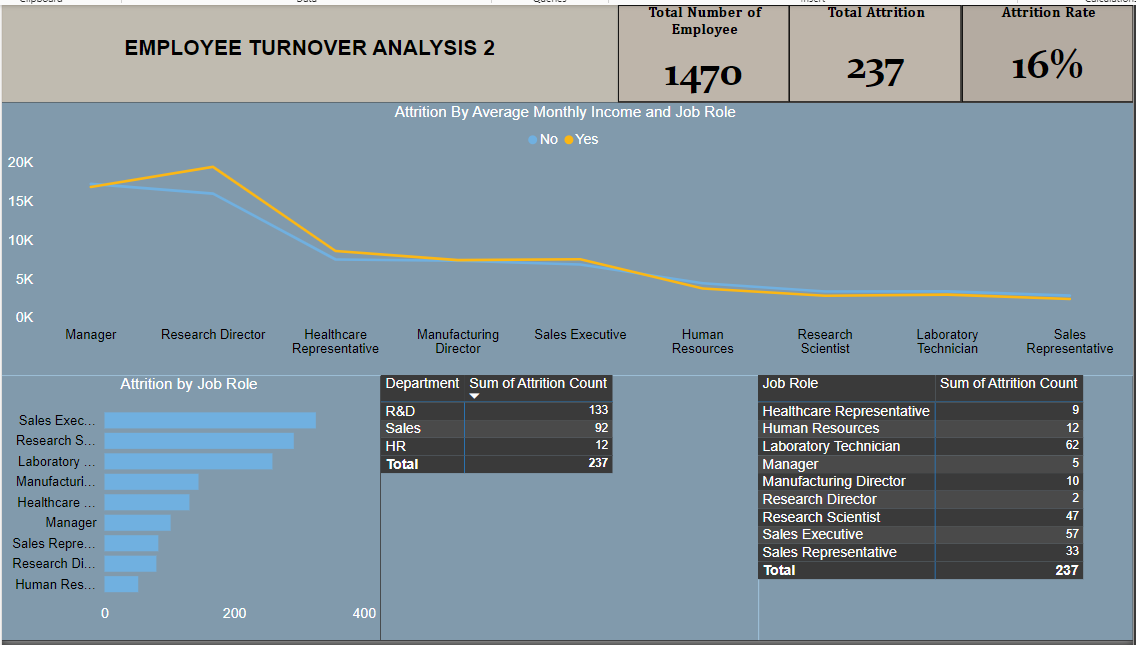 Clipboard Data Queries Insert Calculations
EMPLOYEE TURNOVER ANALYSIS 2
Total Number of
Employee
1470
Total Attrition
237
Attrition Rate
16%
Attrition By Average Monthly Income and Job Role
No Yes
20K
15K
10K
5K
0K
Manager
Research Director
Healthcare
Representative
Manufacturing
Director
Sales Executive
Human
Resources
Research
Scientist
Laboratory
Technician
Sales
Representative
Attrition by Job Role
Sales Exec...
Research S...
Laboratory ...
Manufacturi...
Healthcare ...
Manager
Sales Repre...
Research Di...
Human Res...
0 200 400
Department Sum of Attrition Count
R&D 133
Sales 92
HR 12
Total 237
Job Role Sum of Attrition Count
Healthcare Representative 9
Human Resources 12
Laboratory Technician 62
Manager 5
Manufacturing Director 10
Research Director 2
Research Scientist 47
Sales Executive 57
Sales Representative 33
Total 237